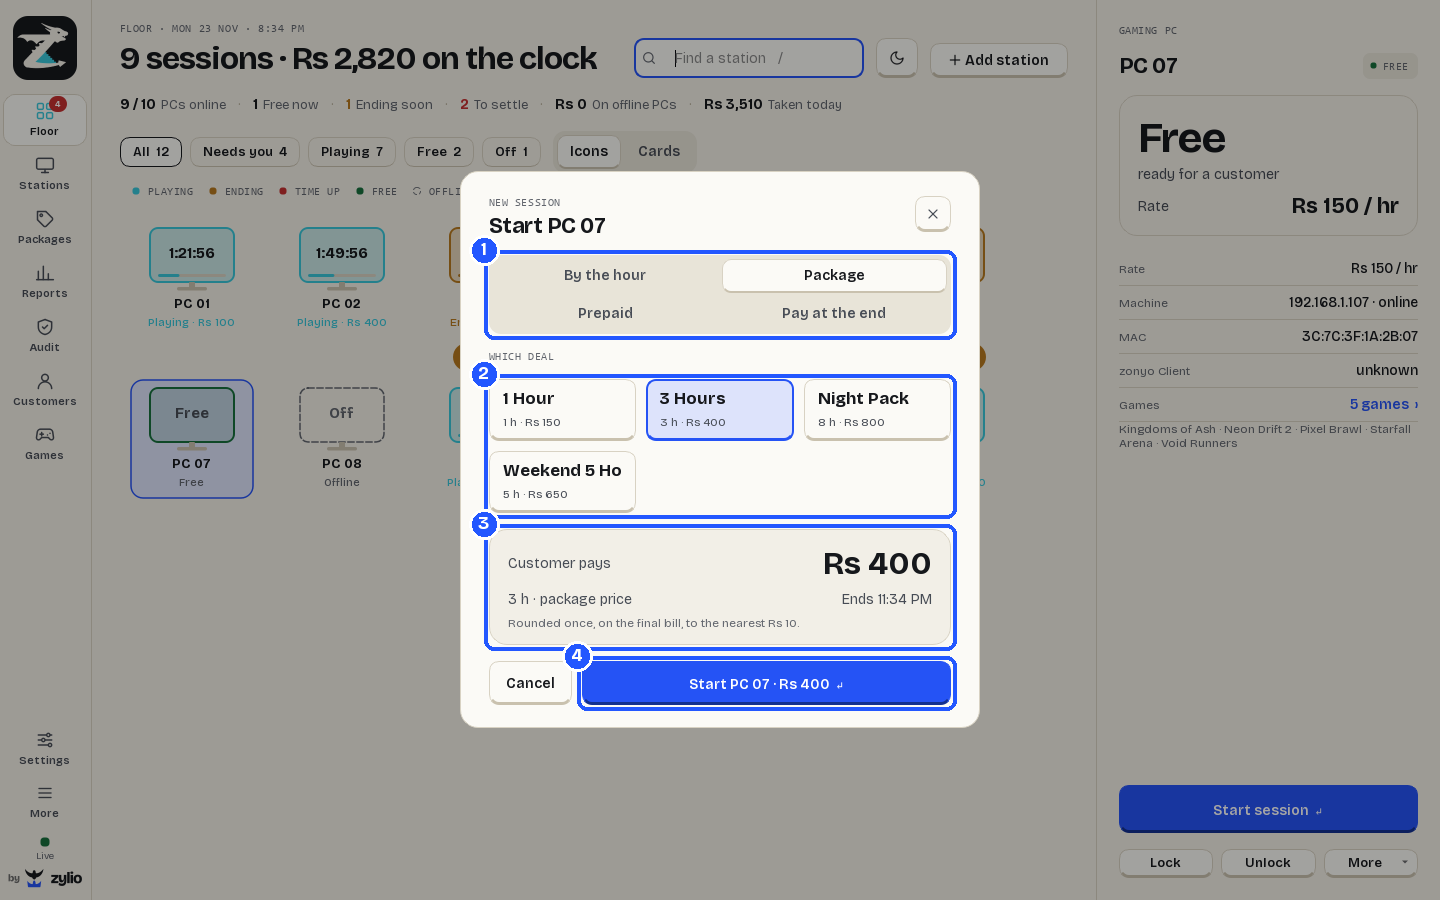 FLOOR · MON 23 NOV · 8:34 PM
9 sessions · Rs 2,820 on the clock
Find a station /
+ Add station
9 / 10 PCs online · 1 Free now · 1 Ending soon · 2 To settle · Rs 0 On offline PCs · Rs 3,510 Taken today
All 12
Needs you 4
Playing 7
Free 2
Off 1
Icons
Cards
PLAYING
ENDING
TIME UP
FREE
OFFLI
4
Floor
Stations
Packages
Reports
Audit
Customers
Games
Settings
More
Live
by zylio
1:21:56
PC 01
Playing · Rs 100
1:49:56
PC 02
Playing · Rs 400
Free
PC 07
Free
Off
PC 08
Offline
NEW SESSION
Start PC 07
1
By the hour
Package
Prepaid
Pay at the end
WHICH DEAL
2
1 Hour
1 h · Rs 150
3 Hours
3 h · Rs 400
Night Pack
8 h · Rs 800
Weekend 5 Ho
5 h · Rs 650
3
Customer pays
Rs 400
3 h · package price
Ends 11:34 PM
Rounded once, on the final bill, to the nearest Rs 10.
4
Cancel
Start PC 07 · Rs 400 ↲
GAMING PC
PC 07
FREE
Free
ready for a customer
Rate
Rs 150 / hr
Rate
Rs 150 / hr
Machine
192.168.1.107 · online
MAC
3C:7C:3F:1A:2B:07
zonyo Client
unknown
Games
5 games ›
Kingdoms of Ash · Neon Drift 2 · Pixel Brawl · Starfall
Arena · Void Runners
Start session ↲
Lock
Unlock
More